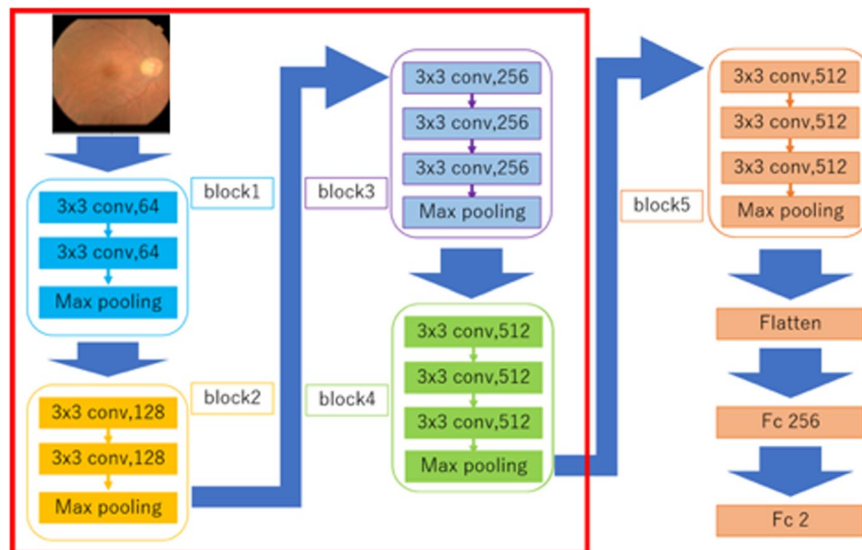 3x3 conv,64
3x3 conv,64
Max pooling
block1
3x3 conv,128
3x3 conv,128
Max pooling
block2
3x3 conv,256
3x3 conv,256
3x3 conv,256
Max pooling
block3
3x3 conv,512
3x3 conv,512
3x3 conv,512
Max pooling
block4
3x3 conv,512
3x3 conv,512
3x3 conv,512
Max pooling
block5
Flatten
Fc 256
Fc 2